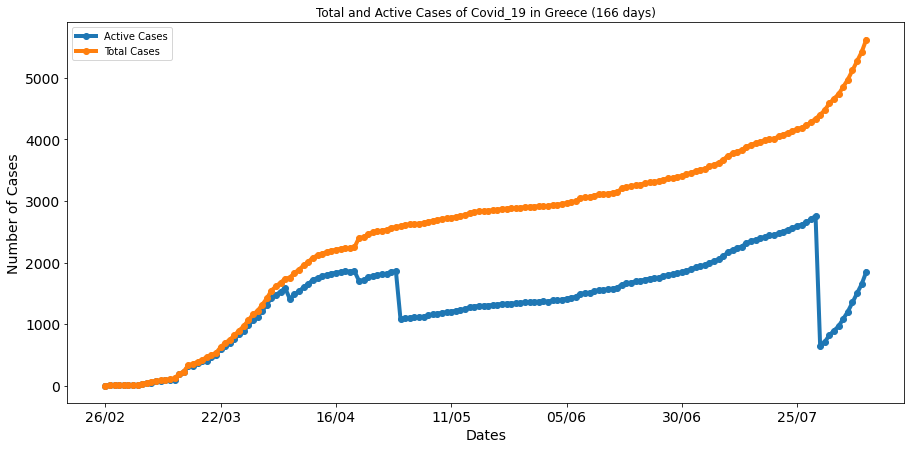 Total and Active Cases of Covid_19 in Greece (166 days)
Active Cases
Total Cases
Number of Cases
5000
4000
3000
2000
1000
0
26/02 22/03 16/04 11/05 05/06 30/06 25/07
Dates